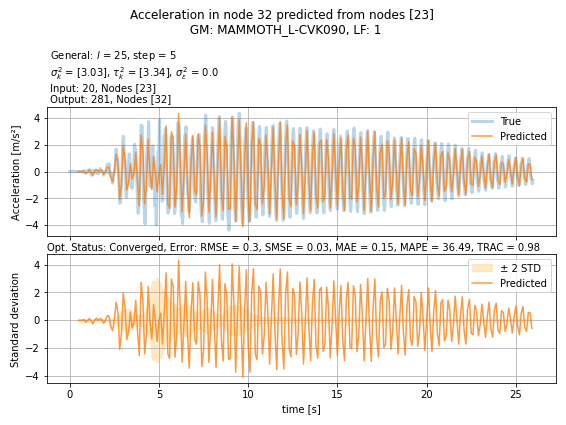 Acceleration in node 32 predicted from nodes [23]
GM: MAMMOTH_L-CVK090, LF: 1
General: l = 25, step = 5
σ²ₖ = [3.03], τ²ₖ = [3.34], σ²ᵣ = 0.0
Input: 20, Nodes [23]
Output: 281, Nodes [32]
Acceleration [m/s²]
4
2
0
−2
−4
True
Predicted
Opt. Status: Converged, Error: RMSE = 0.3, SMSE = 0.03, MAE = 0.15, MAPE = 36.49, TRAC = 0.98
Standard deviation
4
2
0
−2
−4
± 2 STD
Predicted
0 5 10 15 20 25
time [s]